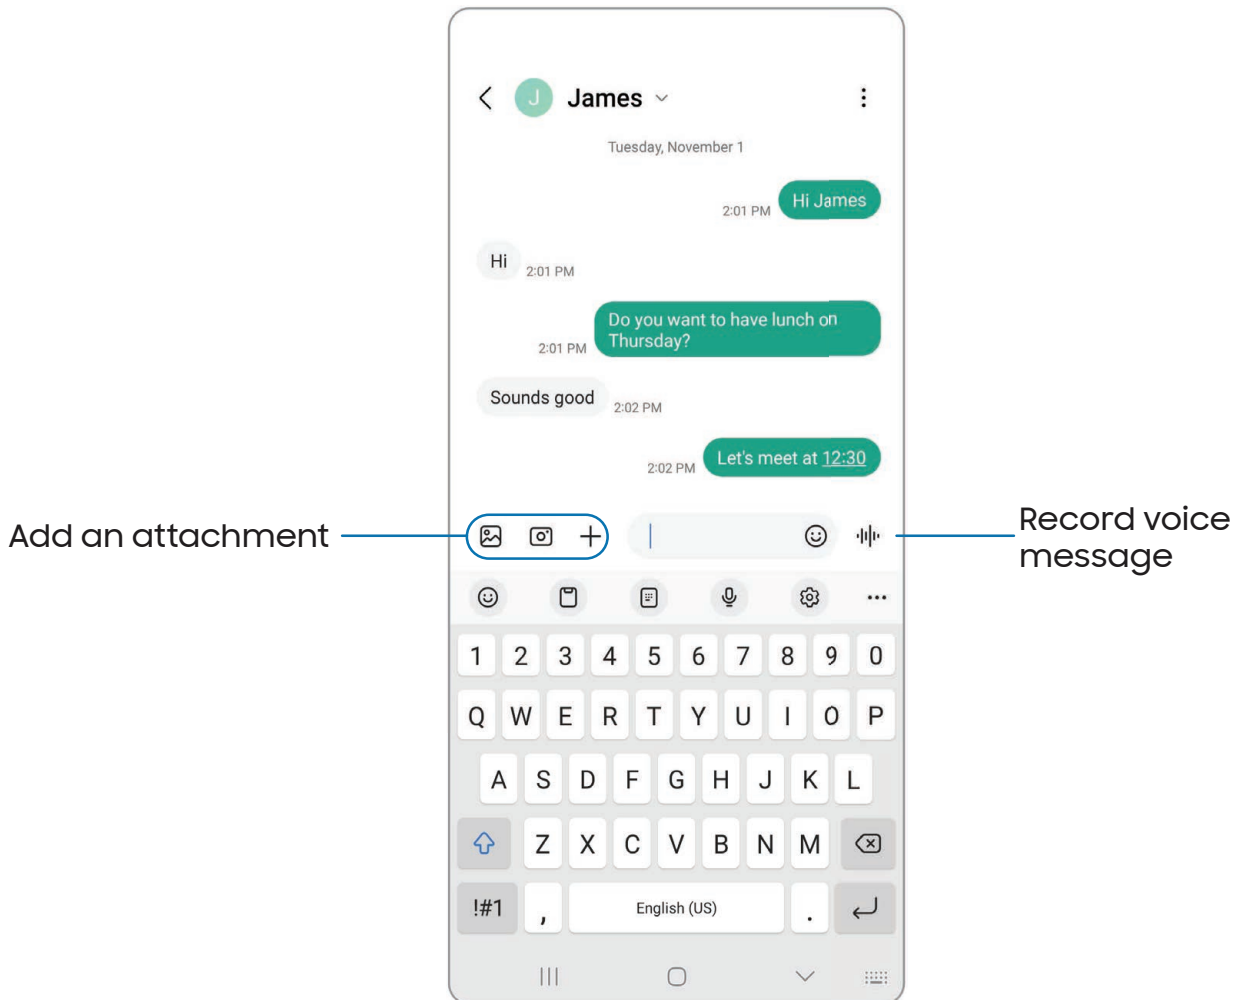 J James
Tuesday, November 1
2:01 PM Hi James
Hi 2:01 PM
Do you want to have lunch on
2:01 PM Thursday?
Sounds good 2:02 PM
2:02 PM Let's meet at 12:30
Add an attachment
Record voice
message
1 2 3 4 5 6 7 8 9 0
Q W E R T Y U I O P
A S D F G H J K L
Z X C V B N M
!#1 , English (US) .